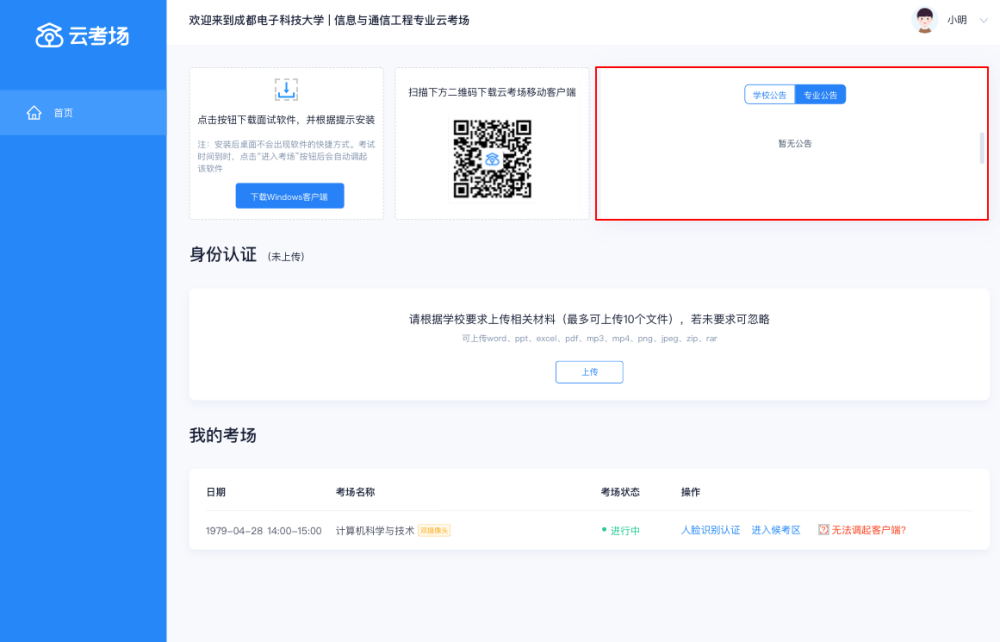 云考场
首页
欢迎来到成都电子科技大学 | 信息与通信工程专业云考场
小明
点击按钮下载面试软件，并根据提示安装
注：安装后桌面不会出现软件的快捷方式。考试
时间到时，点击“进入考场”按钮后会自动调起
该软件
下载Windows客户端
扫描下方二维码下载云考场移动客户端
学校公告 专业公告
暂无公告
身份认证 (未上传)
请根据学校要求上传相关材料（最多可上传10个文件），若未要求可忽略
可上传word、ppt、excel、pdf、mp3、mp4、png、jpeg、zip、rar
上传
我的考场
日期 考场名称 考场状态 操作
1979-04-28 14:00-15:00 计算机科学与技术 双摄像头 进行中 人脸识别认证 进入候考区 无法调起客户端?